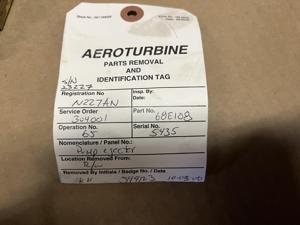 AEROTURBINE
PARTS REMOVAL
AND
IDENTIFICATION TAG
S/N
23227
Registration No
N227AN
Insp. By:
Date:
Service Order
304001
Part No.
68E108
Operation No.
65
Serial No.
5435
Nomenclature / Panel No.:
Location Removed From:
Removed By Initials / Badge No. / Date